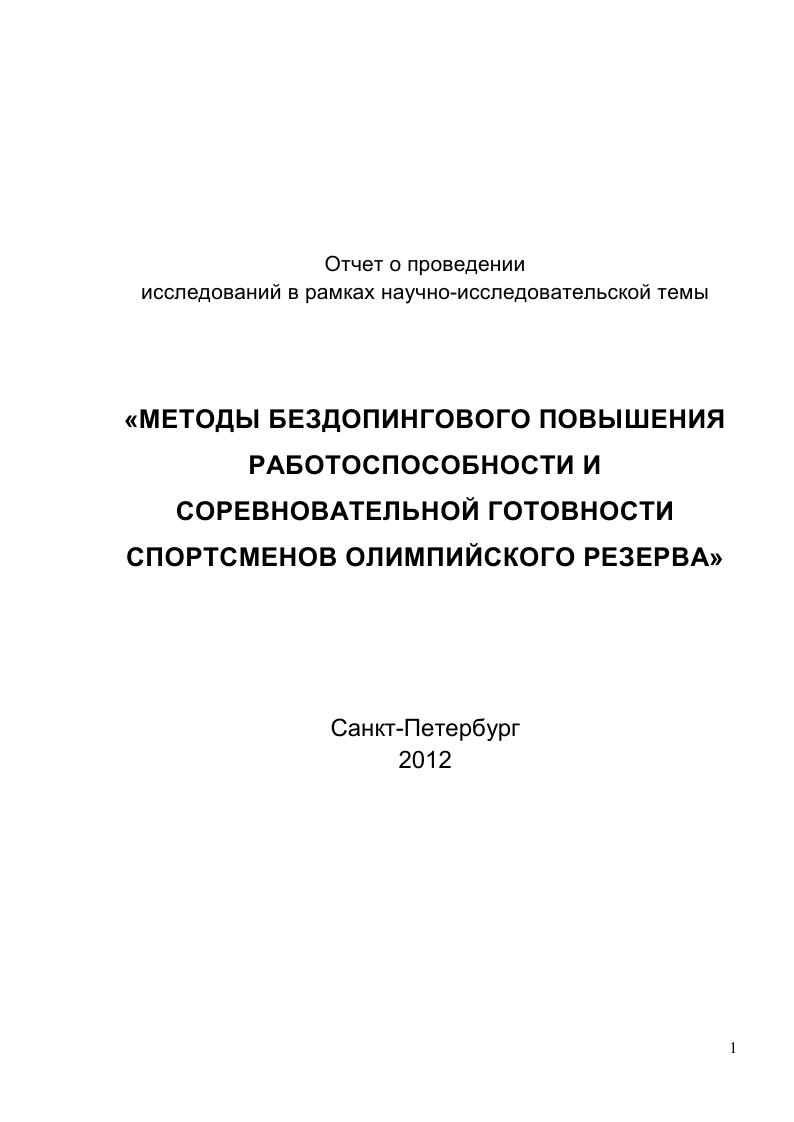 Отчет о проведении
исследований в рамках научно-исследовательской темы
«МЕТОДЫ БЕЗДОПИНГОВОГО ПОВЫШЕНИЯ
РАБОТОСПОСОБНОСТИ И
СОРЕВНОВАТЕЛЬНОЙ ГОТОВНОСТИ
СПОРТСМЕНОВ ОЛИМПИЙСКОГО РЕЗЕРВА»
Санкт-Петербург
2012
1